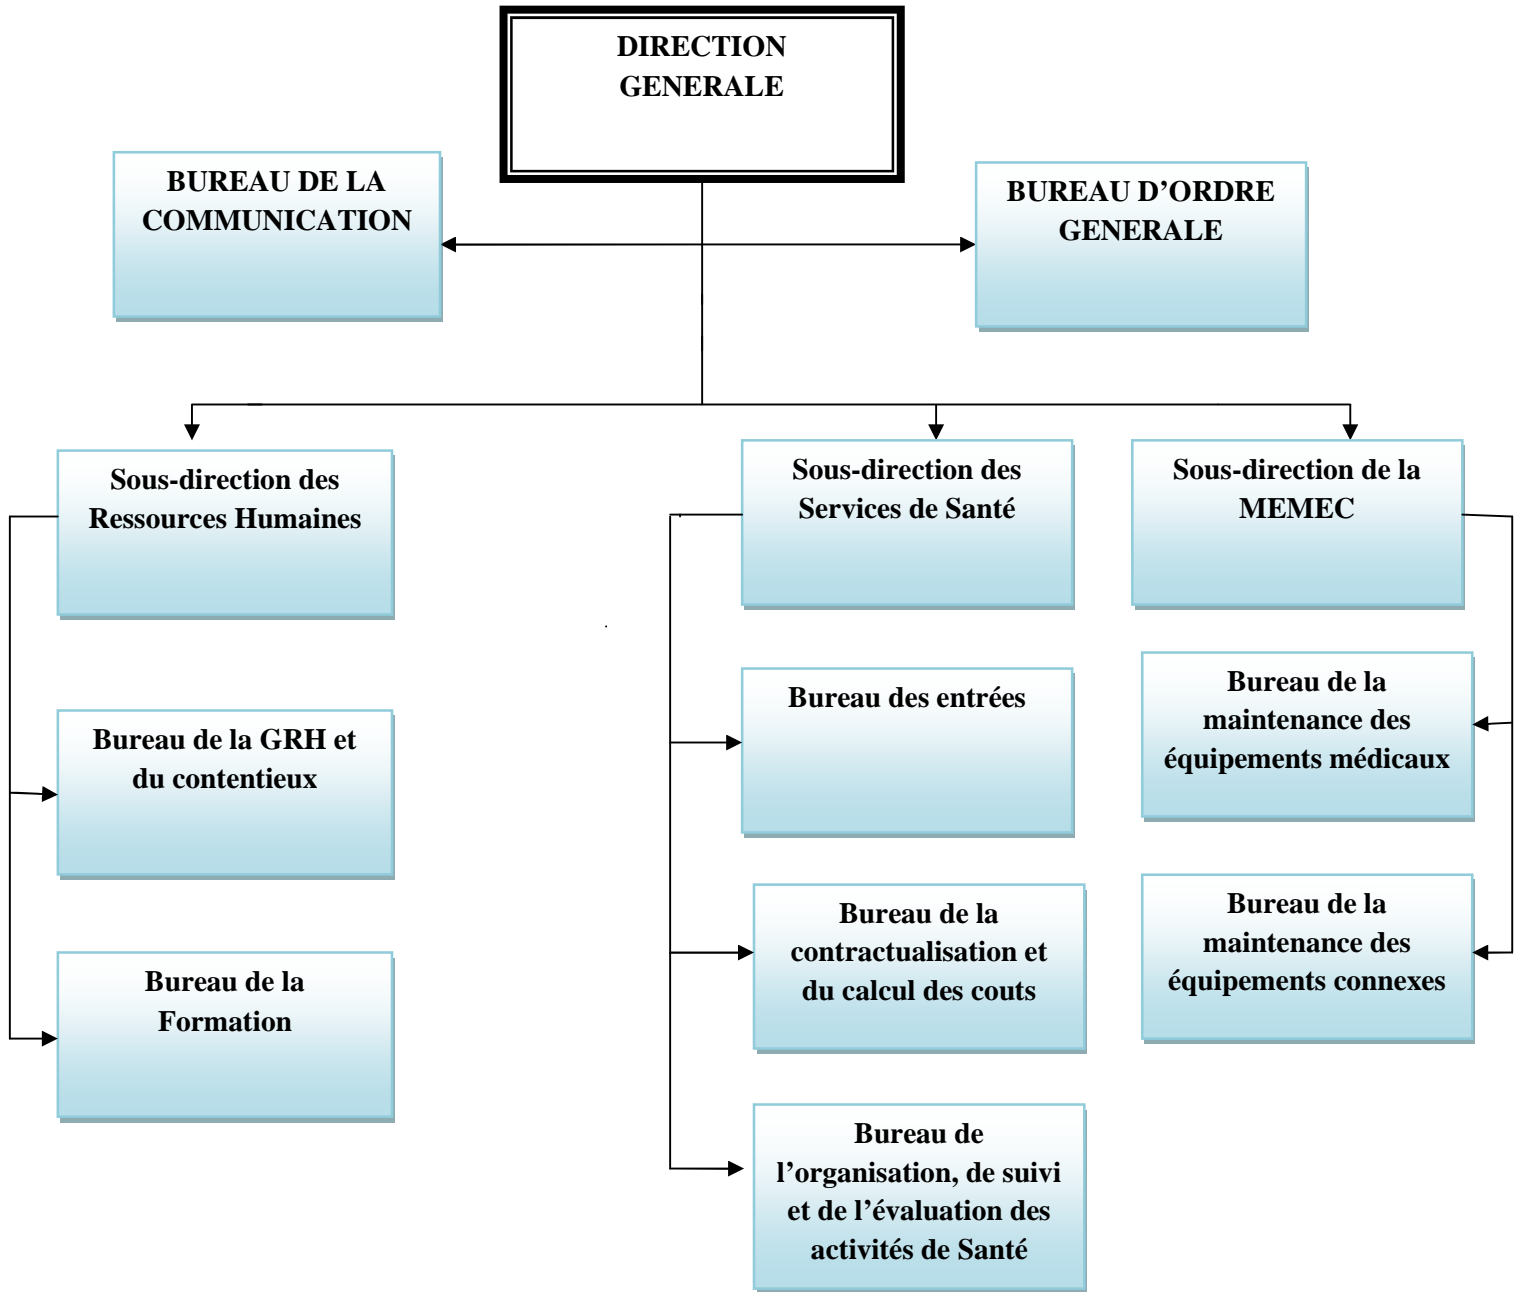 DIRECTION
GENERALE
BUREAU DE LA
COMMUNICATION
BUREAU D’ORDRE
GENERALE
Sous-direction des
Ressources Humaines
Sous-direction des
Services de Santé
Sous-direction de la
MEMEC
Bureau de la GRH et
du contentieux
Bureau de la
Formation
Bureau des entrées
Bureau de la
contractualisation et
du calcul des couts
Bureau de
l’organisation, de suivi
et de l’évaluation des
activités de Santé
Bureau de la
maintenance des
équipements médicaux
Bureau de la
maintenance des
équipements connexes